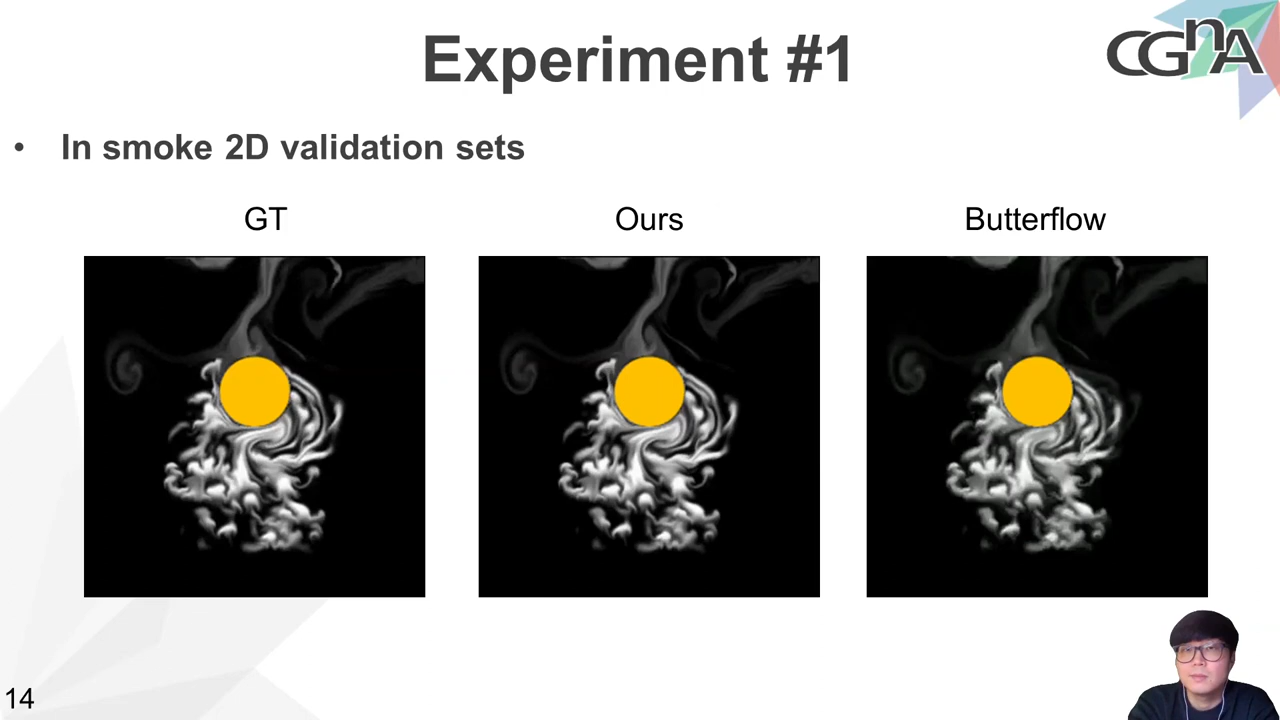 Experiment #1
CGnA
• In smoke 2D validation sets
GT
Ours
Butterflow
14